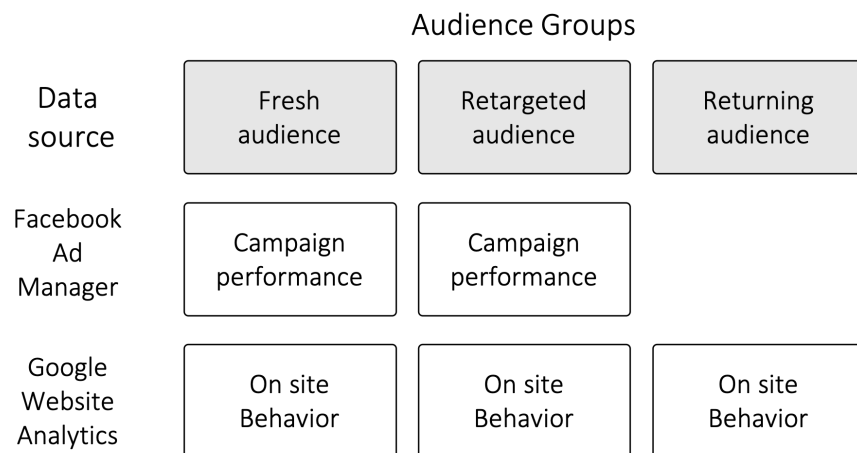 Audience Groups
Data
source
Fresh
audience
Retargeted
audience
Returning
audience
Facebook
Ad
Manager
Campaign
performance
Campaign
performance
Google
Website
Analytics
On site
Behavior
On site
Behavior
On site
Behavior